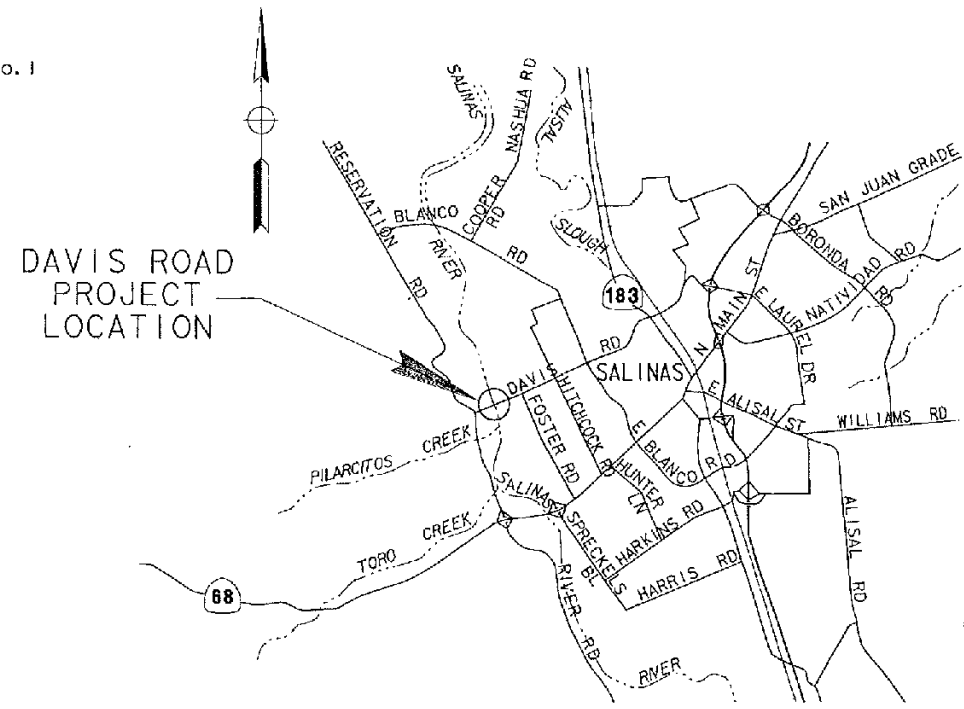 o. 1
DAVIS ROAD
PROJECT
LOCATION
SALINAS
RIVER
NASHUA RD
COOPER
RD
ALISAL
SLOUGH
RESERVATION
RD
BLANCO
RD
183
SAN JUAN GRADE
BORONDA
RD
NATIVIDAD RD
N MAIN ST
E LAUREL DR
DAVIS
RD
SALINAS
HITCHCOCK RD
FOSTER RD
E ALISAL ST
WILLIAMS RD
E BLANCO RD
HUNTER
LN
PILARCITOS CREEK
TORO CREEK
SALINAS
SPRECKELS
BL
HARKINS RD
HARRIS RD
ALISAL RD
RIVER RD
RIVER
68